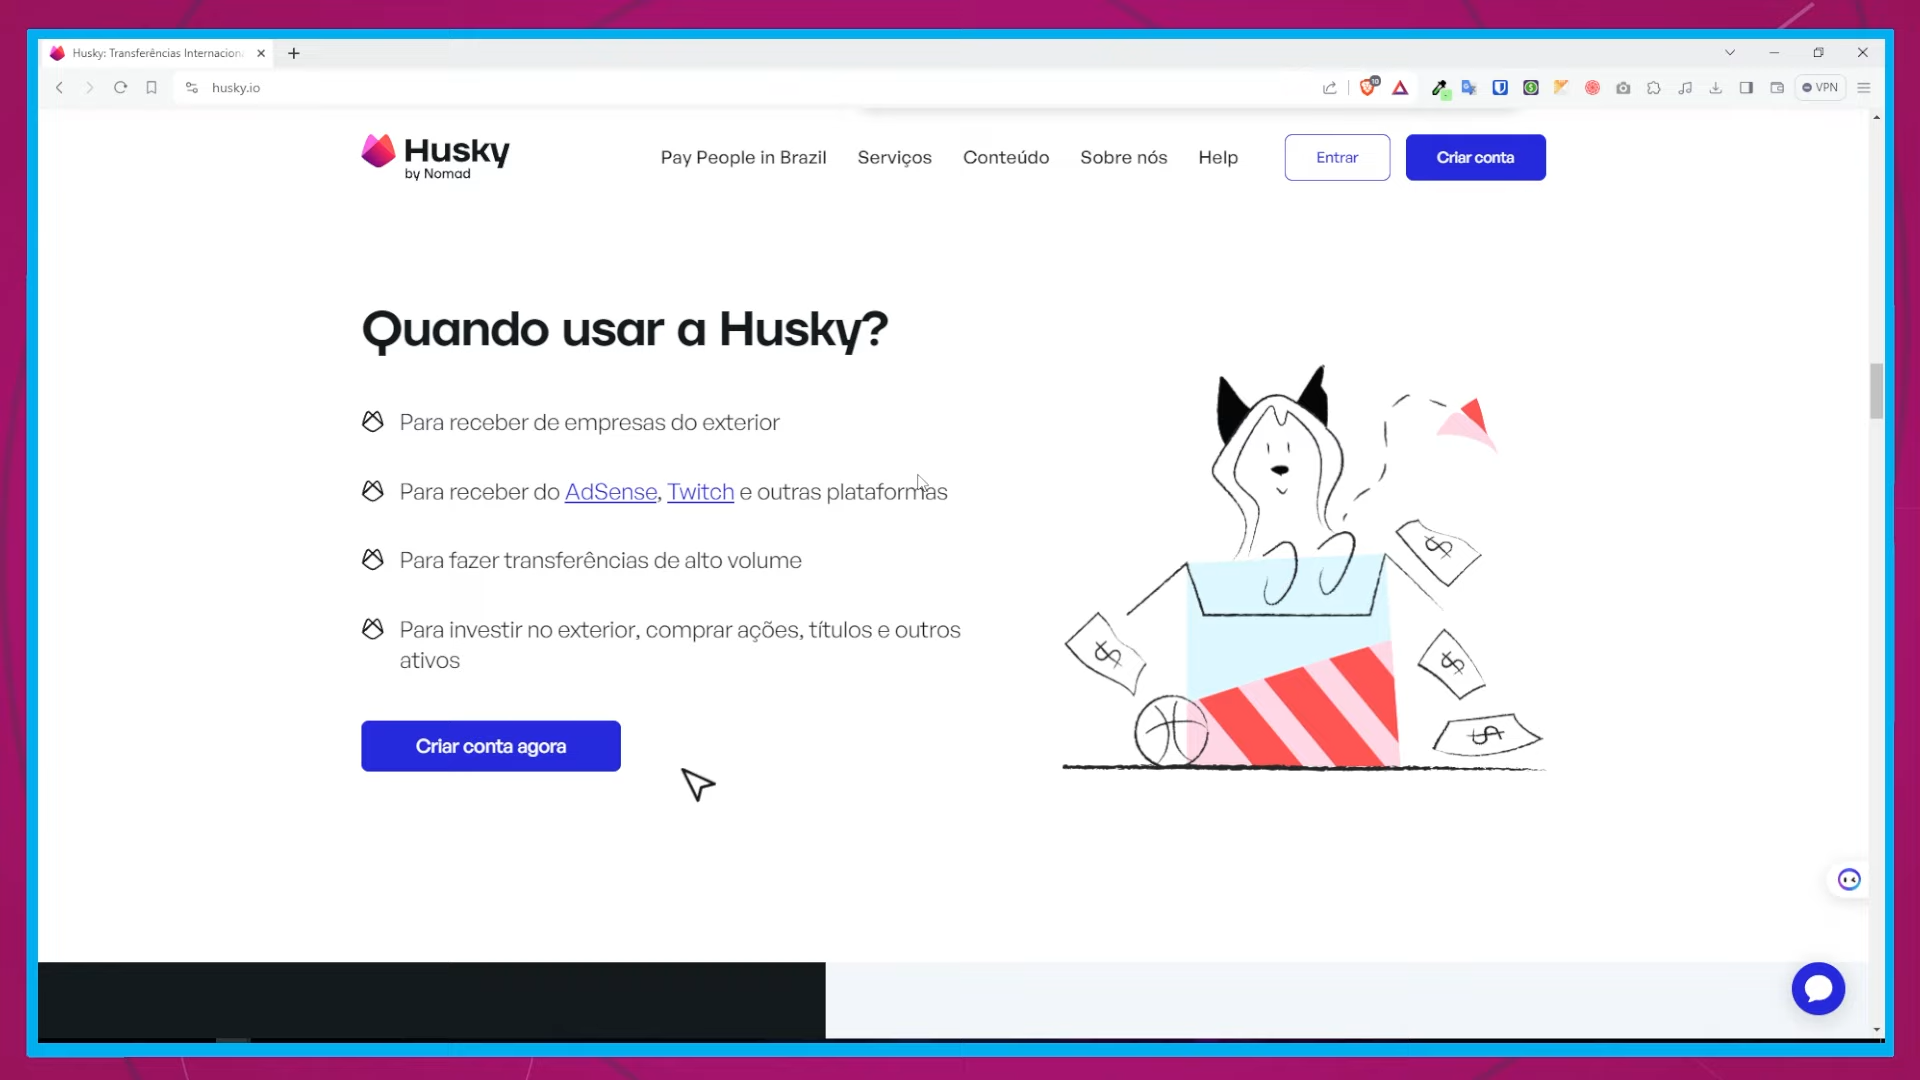 Husky: Transferências Internacion
husky.io
VPN
Husky
by Nomad
Pay People in Brazil
Serviços
Conteúdo
Sobre nós
Help
Entrar
Criar conta
Quando usar a Husky?
Para receber de empresas do exterior
Para receber do AdSense, Twitch e outras plataformas
Para fazer transferências de alto volume
Para investir no exterior, comprar ações, títulos e outros
ativos
Criar conta agora
$
$
$
$